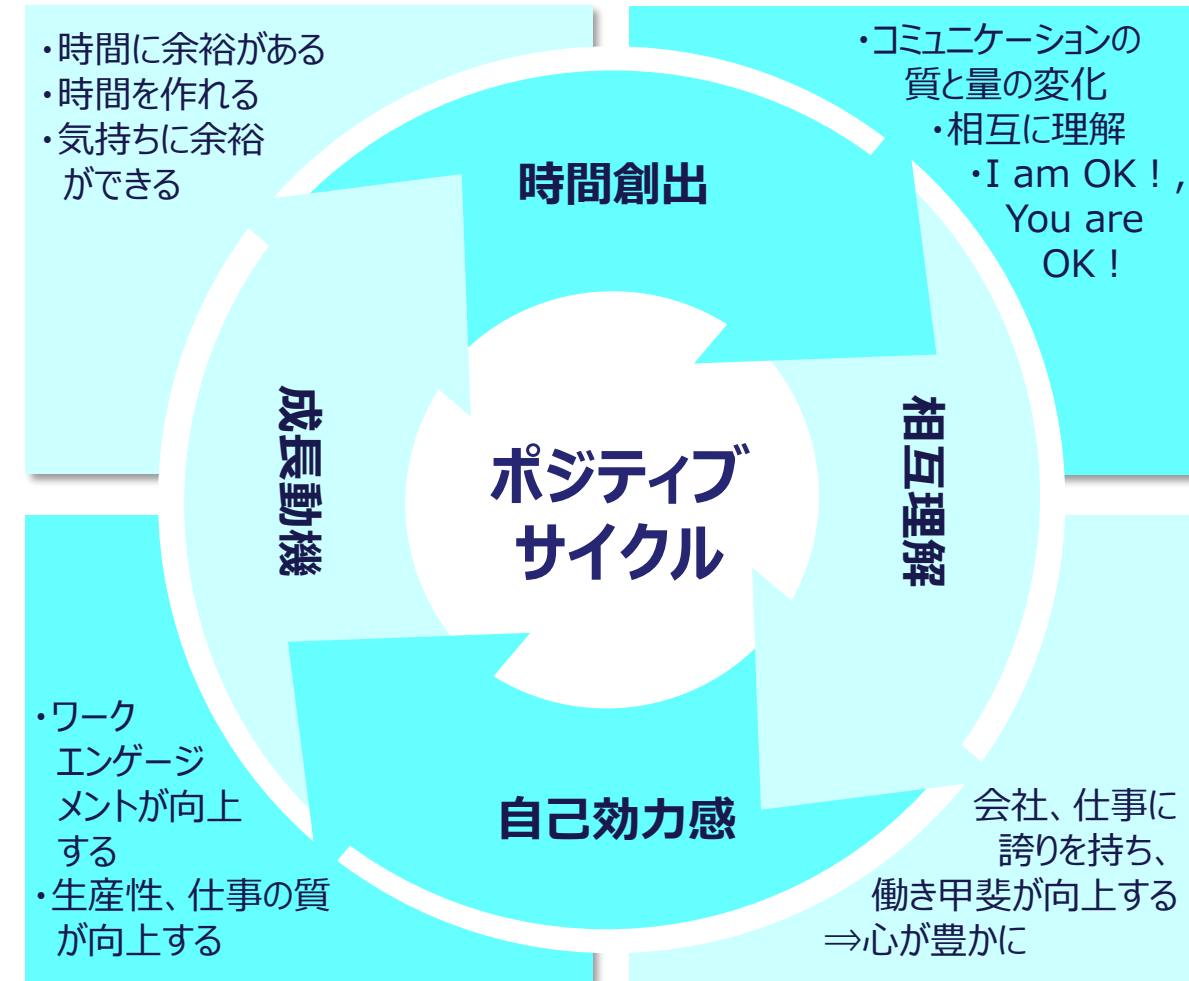 ・時間に余裕がある
・時間を作れる
・気持ちに余裕
ができる
・コミュニケーションの
質と量の変化
・相互に理解
・I am OK！,
You are
OK！
時間創出
相互理解
成長動機
ポジティブ
サイクル
自己効力感
・ワーク
エンゲージ
メントが向上
する
・生産性、仕事の質
が向上する
会社、仕事に
誇りを持ち、
働き甲斐が向上する
⇒心が豊かに